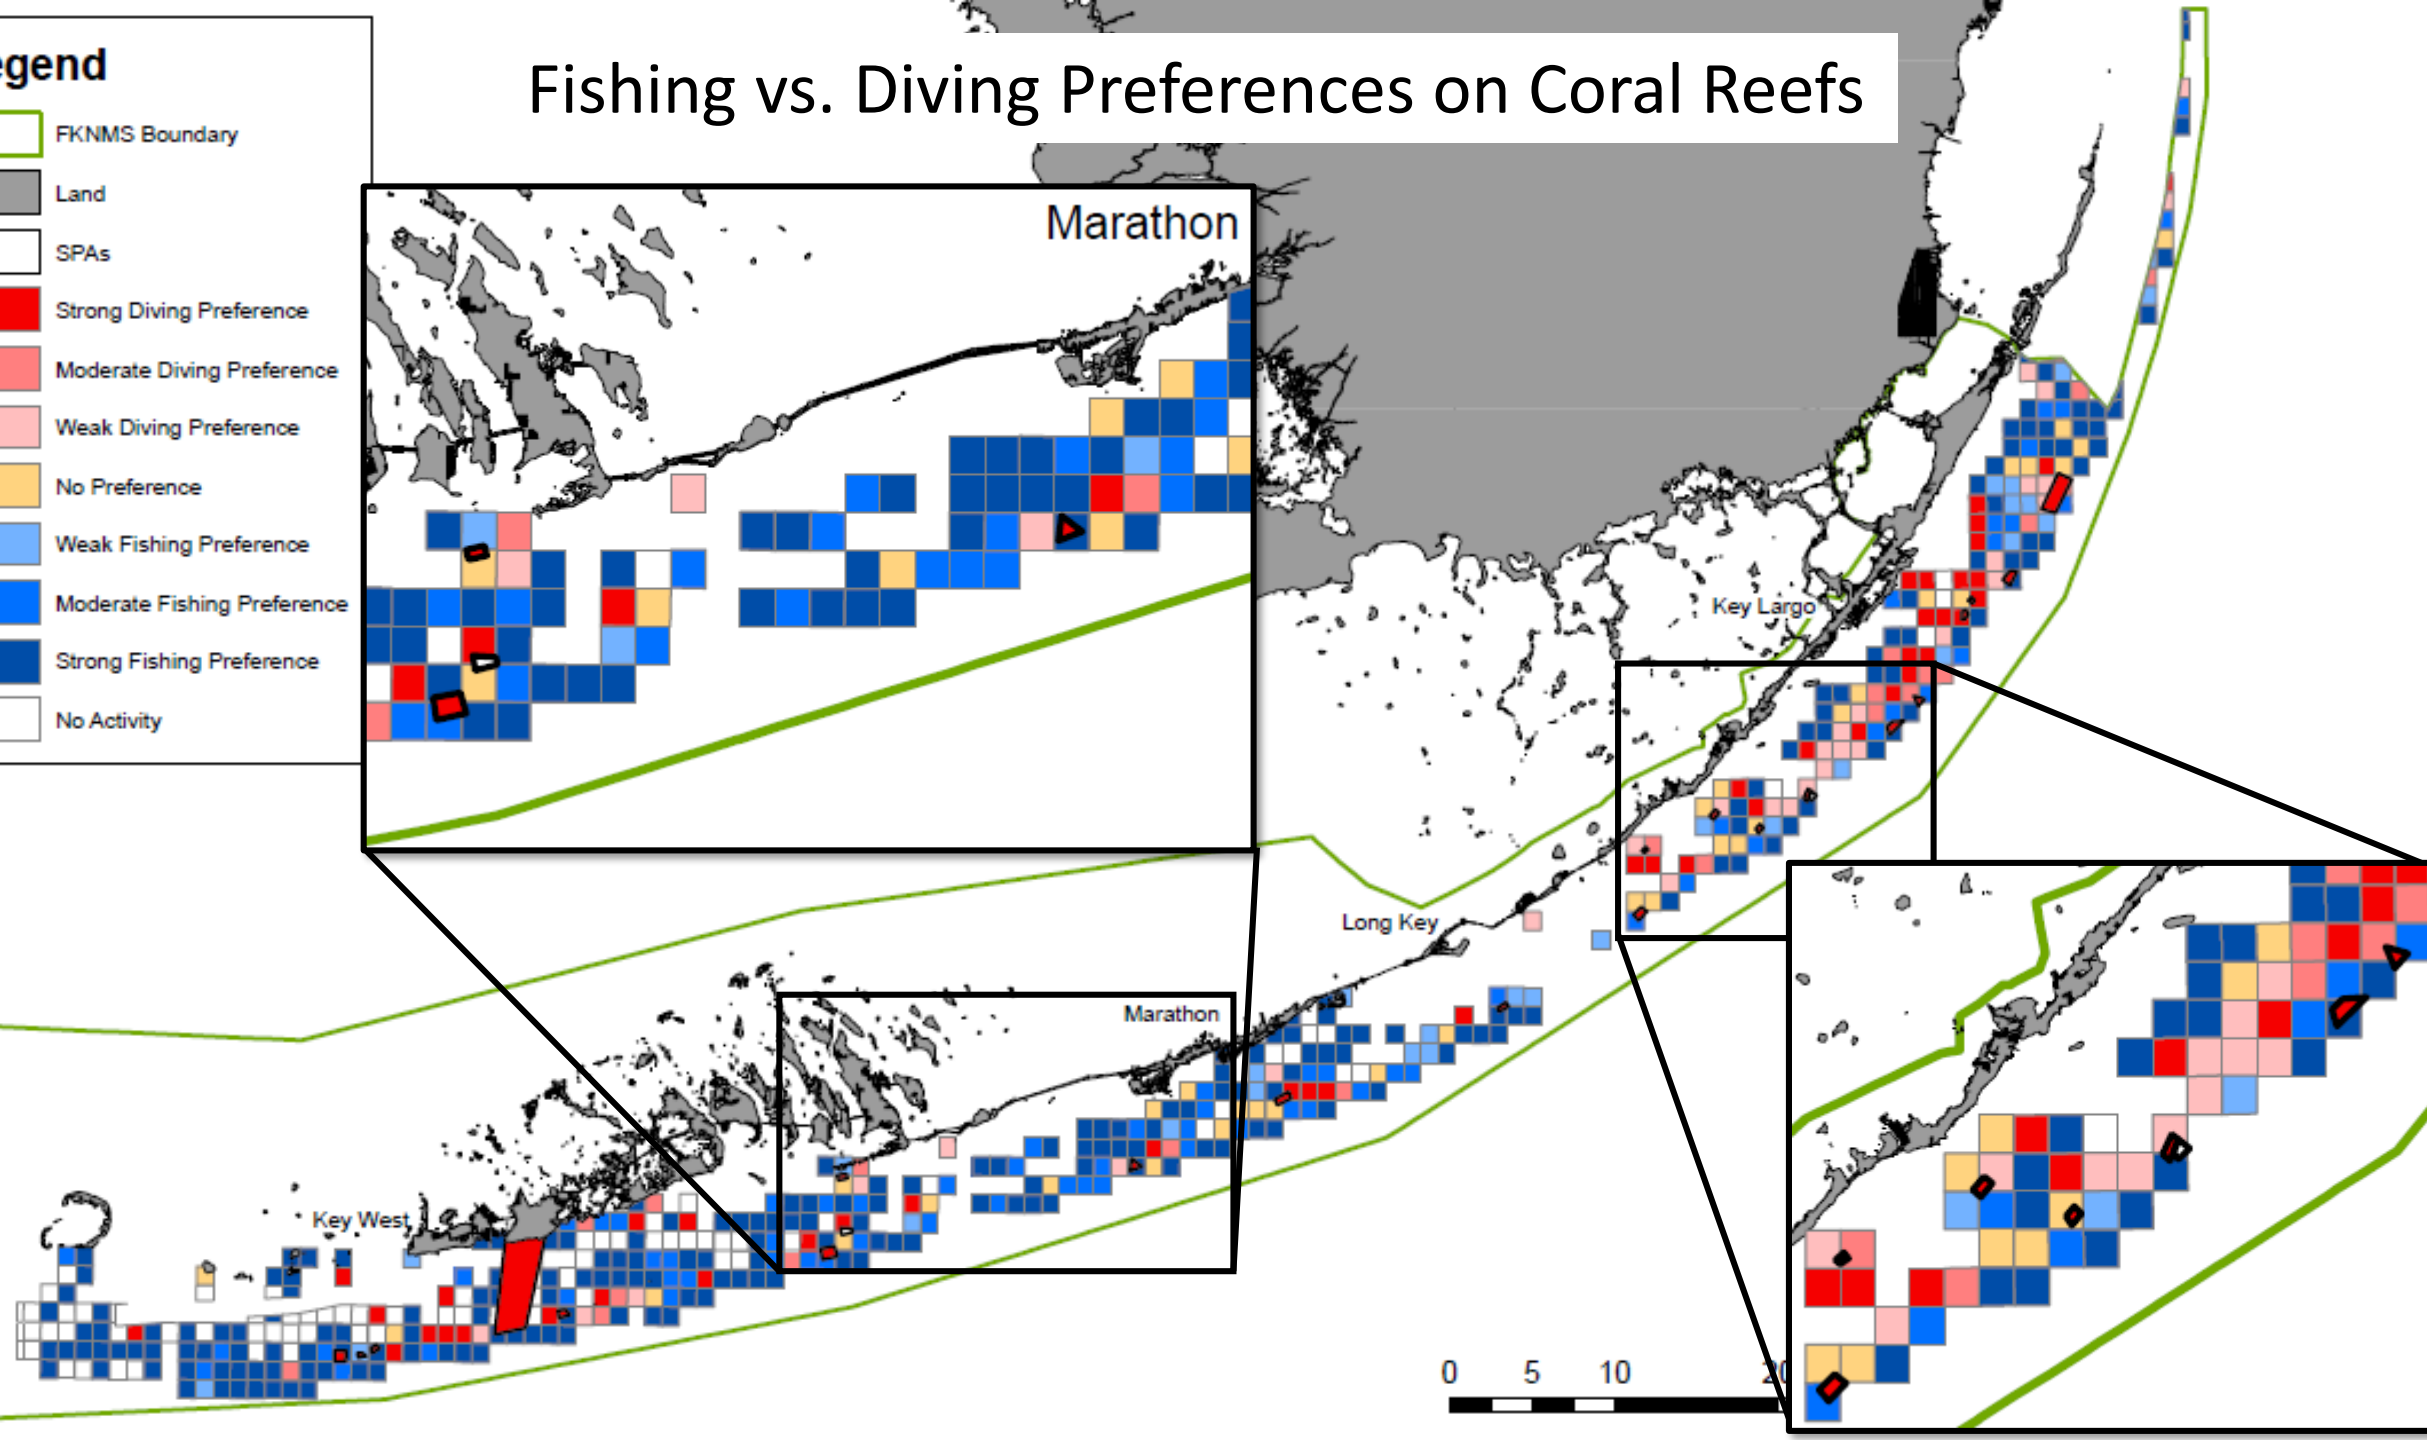 Fishing vs. Diving Preferences on Coral Reefs
egend
FKNMS Boundary
Land
SPAs
Strong Diving Preference
Moderate Diving Preference
Weak Diving Preference
No Preference
Weak Fishing Preference
Moderate Fishing Preference
Strong Fishing Preference
No Activity
Marathon
Key Largo
Long Key
Marathon
Key West
0 5 10 20